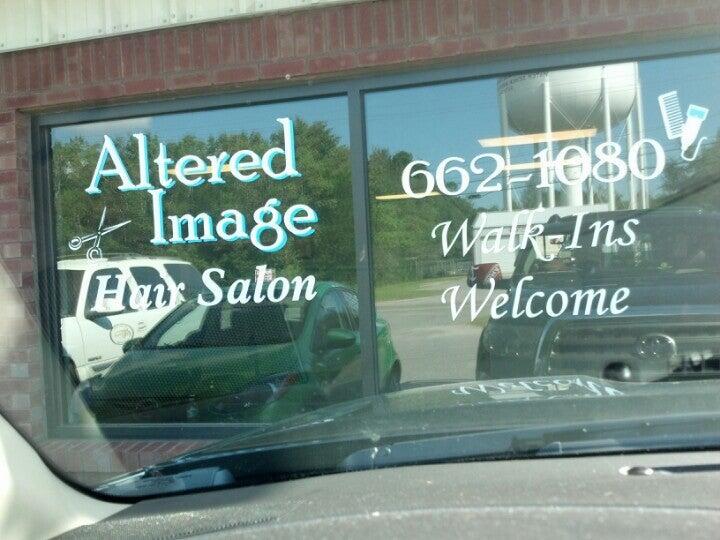 Altered
Image
Hair Salon
662-1080
Walk-Ins
Welcome